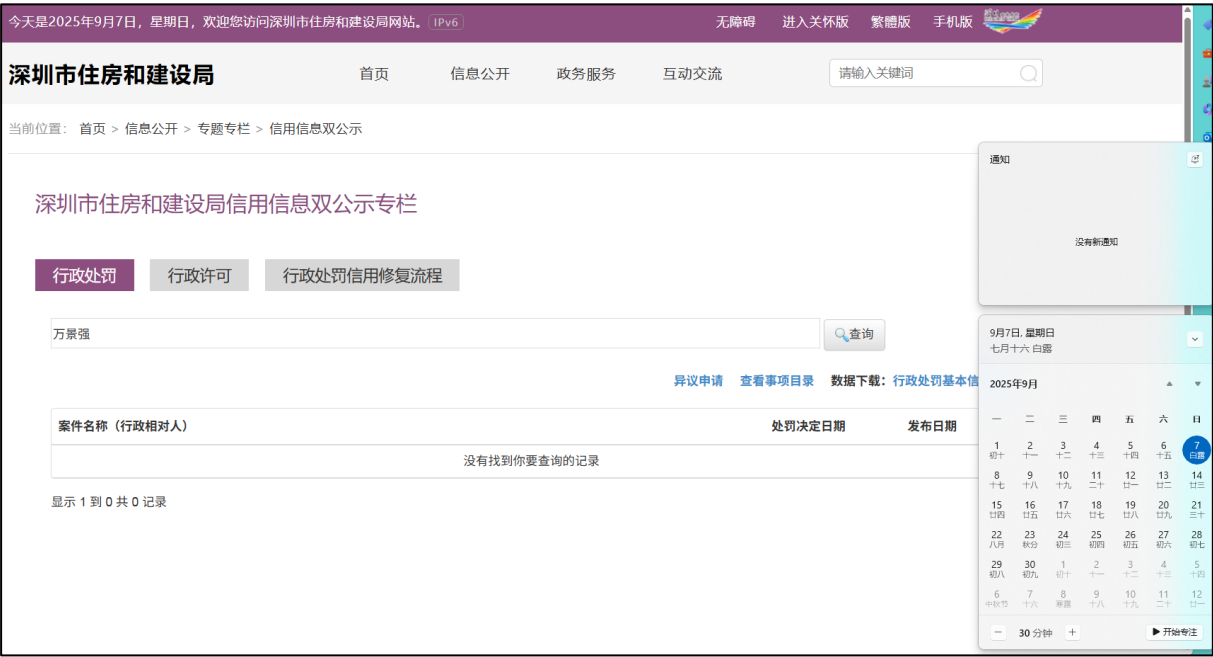 今天是2025年9月7日，星期日，欢迎您访问深圳市住房和建设局网站。 IPv6 无障碍 进入关怀版 繁體版 手机版
深圳市住房和建设局 首页 信息公开 政务服务 互动交流 请输入关键词
当前位置： 首页 > 信息公开 > 专题专栏 > 信用信息双公示
深圳市住房和建设局信用信息双公示专栏
行政处罚 行政许可 行政处罚信用修复流程
万景强 查询
异议申请 查看事项目录 数据下载：行政处罚基本信
案件名称（行政相对人） 处罚决定日期 发布日期
没有找到你要查询的记录
显示 1 到 0 共 0 记录
通知
没有新通知
9月7日, 星期日
七月十六 白露
2025年9月
一 二 三 四 五 六 日
1 2 3 4 5 6 7
初十 十一 十二 十三 十四 十五 白露
8 9 10 11 12 13 14
十七 十八 十九 二十 廿一 廿二 廿三
15 16 17 18 19 20 21
廿四 廿五 廿六 廿七 廿八 廿九 三十
22 23 24 25 26 27 28
八月 秋分 初三 初四 初五 初六 初七
29 30 1 2 3 4 5
初八 初九 初十 十一 十二 十三 十四
6 7 8 9 10 11 12
中秋节 十六 寒露 十八 十九 二十 廿一
30 分钟 开始专注